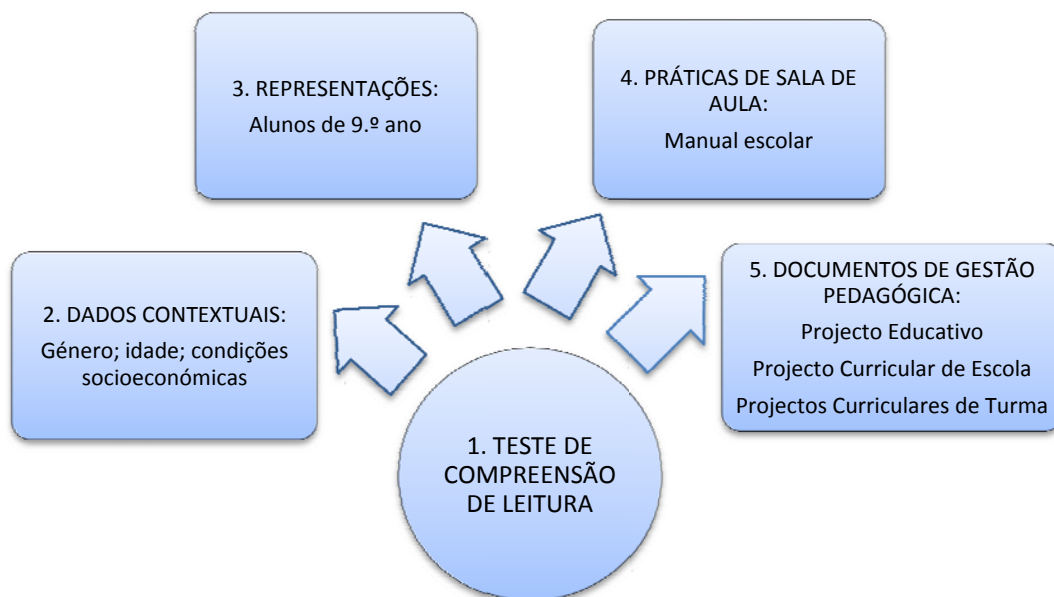 3. REPRESENTAÇÕES:
Alunos de 9.º ano
4. PRÁTICAS DE SALA DE
AULA:
Manual escolar
2. DADOS CONTEXTUAIS:
Género; idade; condições
socioeconómicas
5. DOCUMENTOS DE GESTÃO
PEDAGÓGICA:
Projecto Educativo
Projecto Curricular de Escola
Projectos Curriculares de Turma
1. TESTE DE
COMPREENSÃO
DE LEITURA